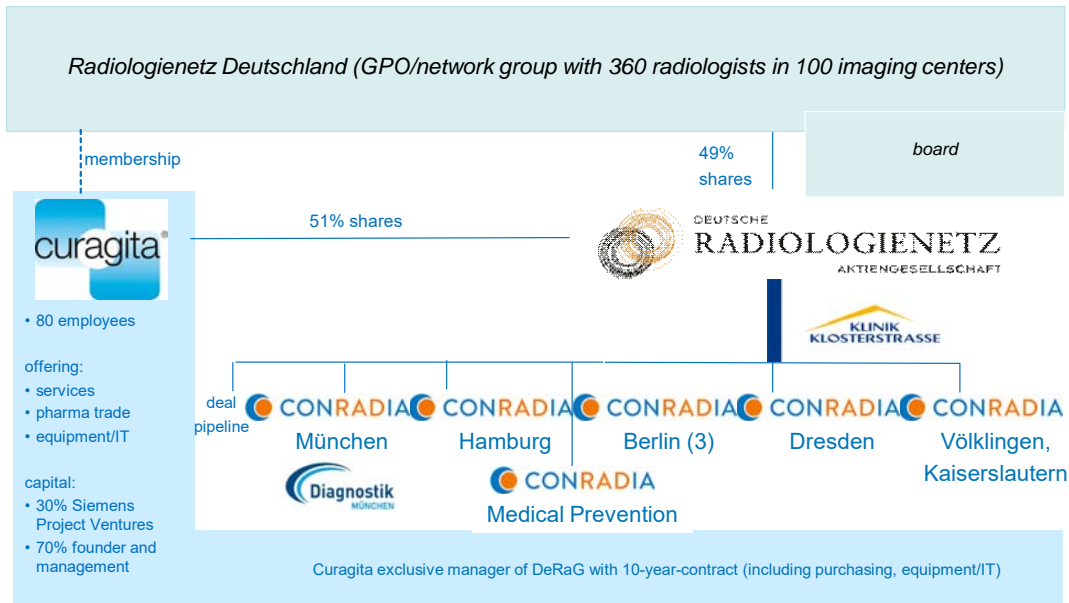 Radiologienetz Deutschland (GPO/network group with 360 radiologists in 100 imaging centers)
board
membership
49%
shares
51% shares
curagita
DEUTSCHE
RADIOLOGIENETZ
AKTIENGESELLSCHAFT
• 80 employees
offering:
• services
• pharma trade
• equipment/IT
capital:
• 30% Siemens
Project Ventures
• 70% founder and
management
KLINIK
KLOSTERSTRASSE
deal
pipeline
CONRADIA
München
CONRADIA
Hamburg
CONRADIA
Berlin (3)
CONRADIA
Dresden
CONRADIA
Völklingen,
Kaiserslautern
Diagnostik
MÜNCHEN
CONRADIA
Medical Prevention
Curagita exclusive manager of DeRaG with 10-year-contract (including purchasing, equipment/IT)